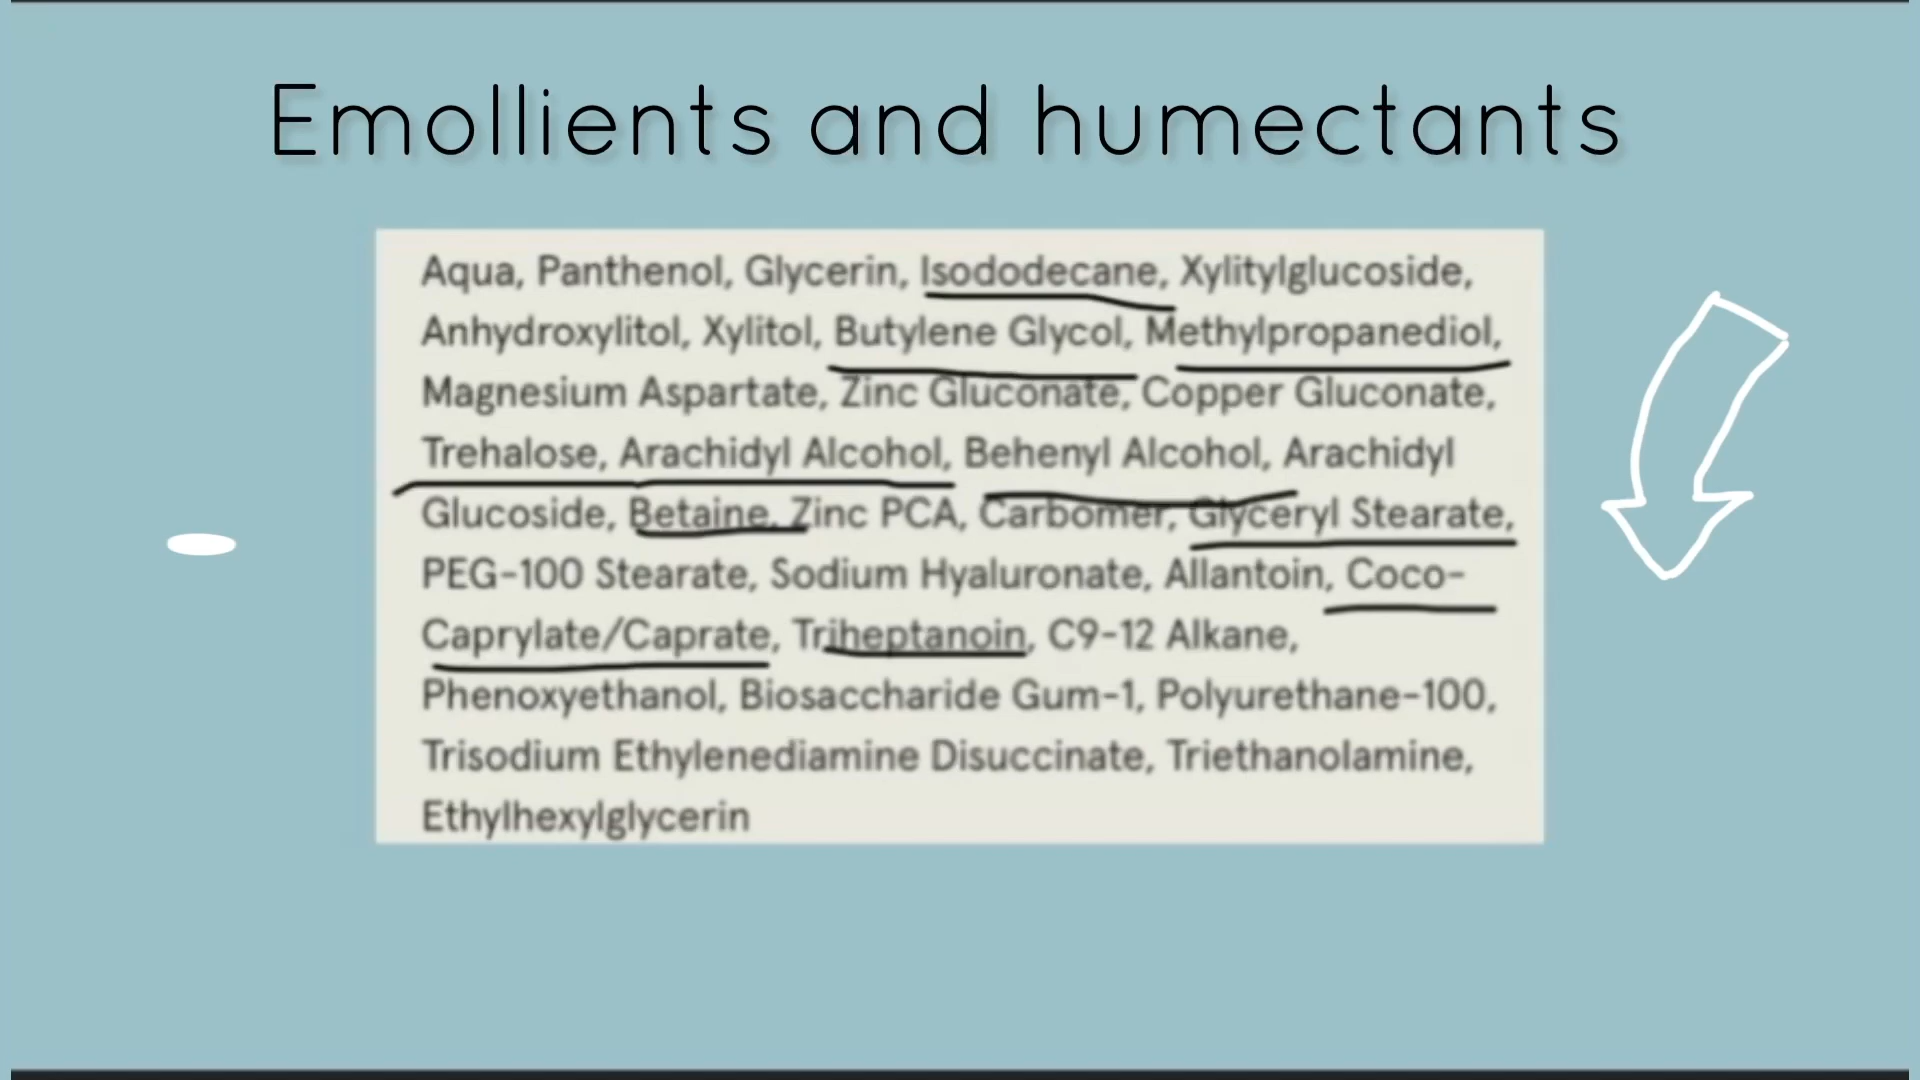 Emollients and humectants
Aqua, Panthenol, Glycerin, Isododecane, Xylitylglucoside,
Anhydroxylitol, Xylitol, Butylene Glycol, Methylpropanediol,
Magnesium Aspartate, Zinc Gluconate, Copper Gluconate,
Trehalose, Arachidyl Alcohol, Behenyl Alcohol, Arachidyl
Glucoside, Betaine, Zinc PCA, Carbomer, Glyceryl Stearate,
PEG-100 Stearate, Sodium Hyaluronate, Allantoin, Coco-
Caprylate/Caprate, Triheptanoin, C9-12 Alkane,
Phenoxyethanol, Biosaccharide Gum-1, Polyurethane-100,
Trisodium Ethylenediamine Disuccinate, Triethanolamine,
Ethylhexylglycerin